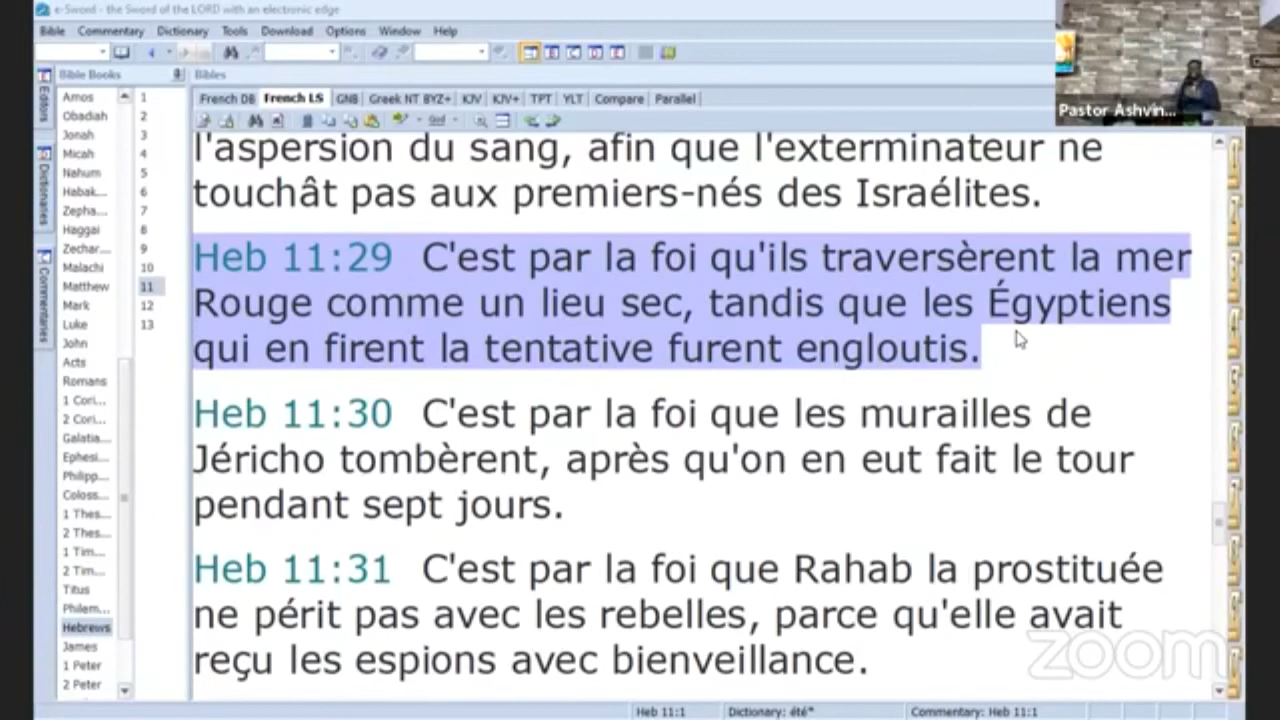 e-Sword - the Sword of the LORD with an electronic edge
Bible Commentary Dictionary Tools Download Options Window Help
Bible Books
Bibles
French DB French LS GNB Greek NT BYZ+ KJV KJV+ TPT YLT Compare Parallel
Editors
Dictionaries
Commentaries
Amos
Obadiah
Jonah
Micah
Nahum
Habak...
Zepha...
Haggai
Zechar...
Malachi
Matthew
Mark
Luke
John
Acts
Romans
1 Cori...
2 Cori...
Galatia...
Ephesi...
Philipp...
Coloss...
1 Thes...
2 Thes...
1 Tim...
2 Tim...
Titus
Philem...
Hebrews
James
1 Peter
2 Peter
1
2
3
4
5
6
7
8
9
10
11
12
13
l'aspersion du sang, afin que l'exterminateur ne
touchât pas aux premiers-nés des Israélites.
Heb 11:29 C'est par la foi qu'ils traversèrent la mer
Rouge comme un lieu sec, tandis que les Égyptiens
qui en firent la tentative furent engloutis.
Heb 11:30 C'est par la foi que les murailles de
Jéricho tombèrent, après qu'on en eut fait le tour
pendant sept jours.
Heb 11:31 C'est par la foi que Rahab la prostituée
ne périt pas avec les rebelles, parce qu'elle avait
reçu les espions avec bienveillance.
Pastor Ashvin...
zoom
Heb 11:1 Dictionary: été* Commentary: Heb 11:1